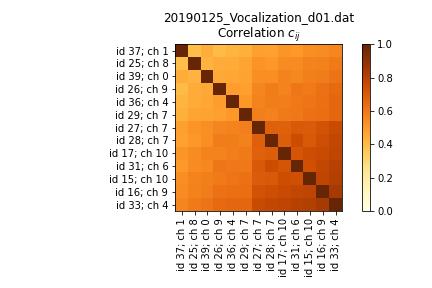 20190125_Vocalization_d01.dat
Correlation cij
id 37; ch 1
id 25; ch 8
id 39; ch 0
id 26; ch 9
id 36; ch 4
id 29; ch 7
id 27; ch 7
id 28; ch 7
id 17; ch 10
id 31; ch 6
id 15; ch 10
id 16; ch 9
id 33; ch 4
1.0
0.8
0.6
0.4
0.2
0.0
id 37; ch 1
id 25; ch 8
id 39; ch 0
id 26; ch 9
id 36; ch 4
id 29; ch 7
id 27; ch 7
id 28; ch 7
id 17; ch 10
id 31; ch 6
id 15; ch 10
id 16; ch 9
id 33; ch 4